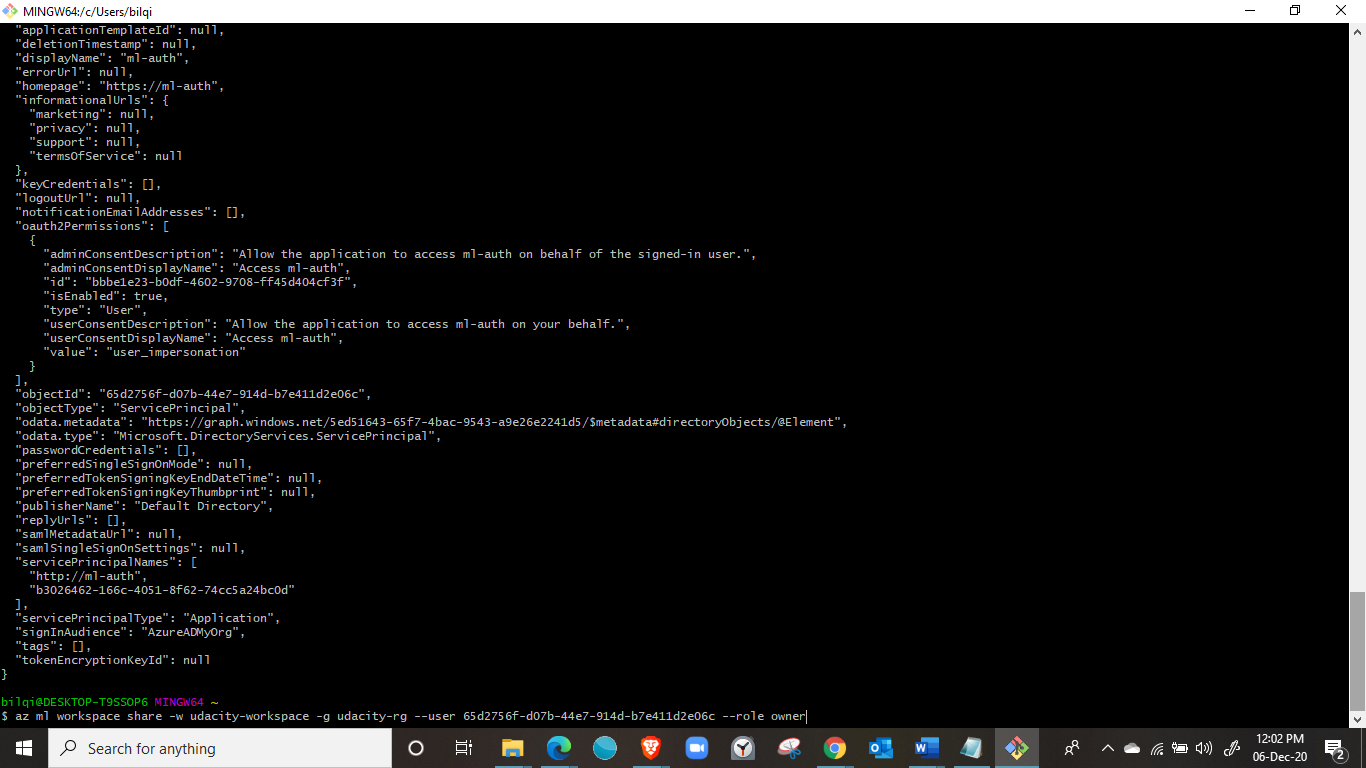 MINGW64:/c/Users/bilqi
  "applicationTemplateId": null,
  "deletionTimestamp": null,
  "displayName": "ml-auth",
  "errorUrl": null,
  "homepage": "https://ml-auth",
  "informationalUrls": {
    "marketing": null,
    "privacy": null,
    "support": null,
    "termsOfService": null
  },
  "keyCredentials": [],
  "logoutUrl": null,
  "notificationEmailAddresses": [],
  "oauth2Permissions": [
    {
      "adminConsentDescription": "Allow the application to access ml-auth on behalf of the signed-in user.",
      "adminConsentDisplayName": "Access ml-auth",
      "id": "bbbe1e23-b0df-4602-9708-ff45d404cf3f",
      "isEnabled": true,
      "type": "User",
      "userConsentDescription": "Allow the application to access ml-auth on your behalf.",
      "userConsentDisplayName": "Access ml-auth",
      "value": "user_impersonation"
    }
  ],
  "objectId": "65d2756f-d07b-44e7-914d-b7e411d2e06c",
  "objectType": "ServicePrincipal",
  "odata.metadata": "https://graph.windows.net/5ed51643-65f7-4bac-9543-a9e26e2241d5/$metadata#directoryObjects/@Element",
  "odata.type": "Microsoft.DirectoryServices.ServicePrincipal",
  "passwordCredentials": [],
  "preferredSingleSignOnMode": null,
  "preferredTokenSigningKeyEndDateTime": null,
  "preferredTokenSigningKeyThumbprint": null,
  "publisherName": "Default Directory",
  "replyUrls": [],
  "samlMetadataUrl": null,
  "samlSingleSignOnSettings": null,
  "servicePrincipalNames": [
    "http://ml-auth",
    "b3026462-166c-4051-8f62-74cc5a24bc0d"
  ],
  "servicePrincipalType": "Application",
  "signInAudience": "AzureADMyOrg",
  "tags": [],
  "tokenEncryptionKeyId": null
}
bilqi@DESKTOP-T9SSOP6 MINGW64 ~
$ az ml workspace share -w udacity-workspace -g udacity-rg --user 65d2756f-d07b-44e7-914d-b7e411d2e06c --role owner
Search for anything
12:02 PM
06-Dec-20
2